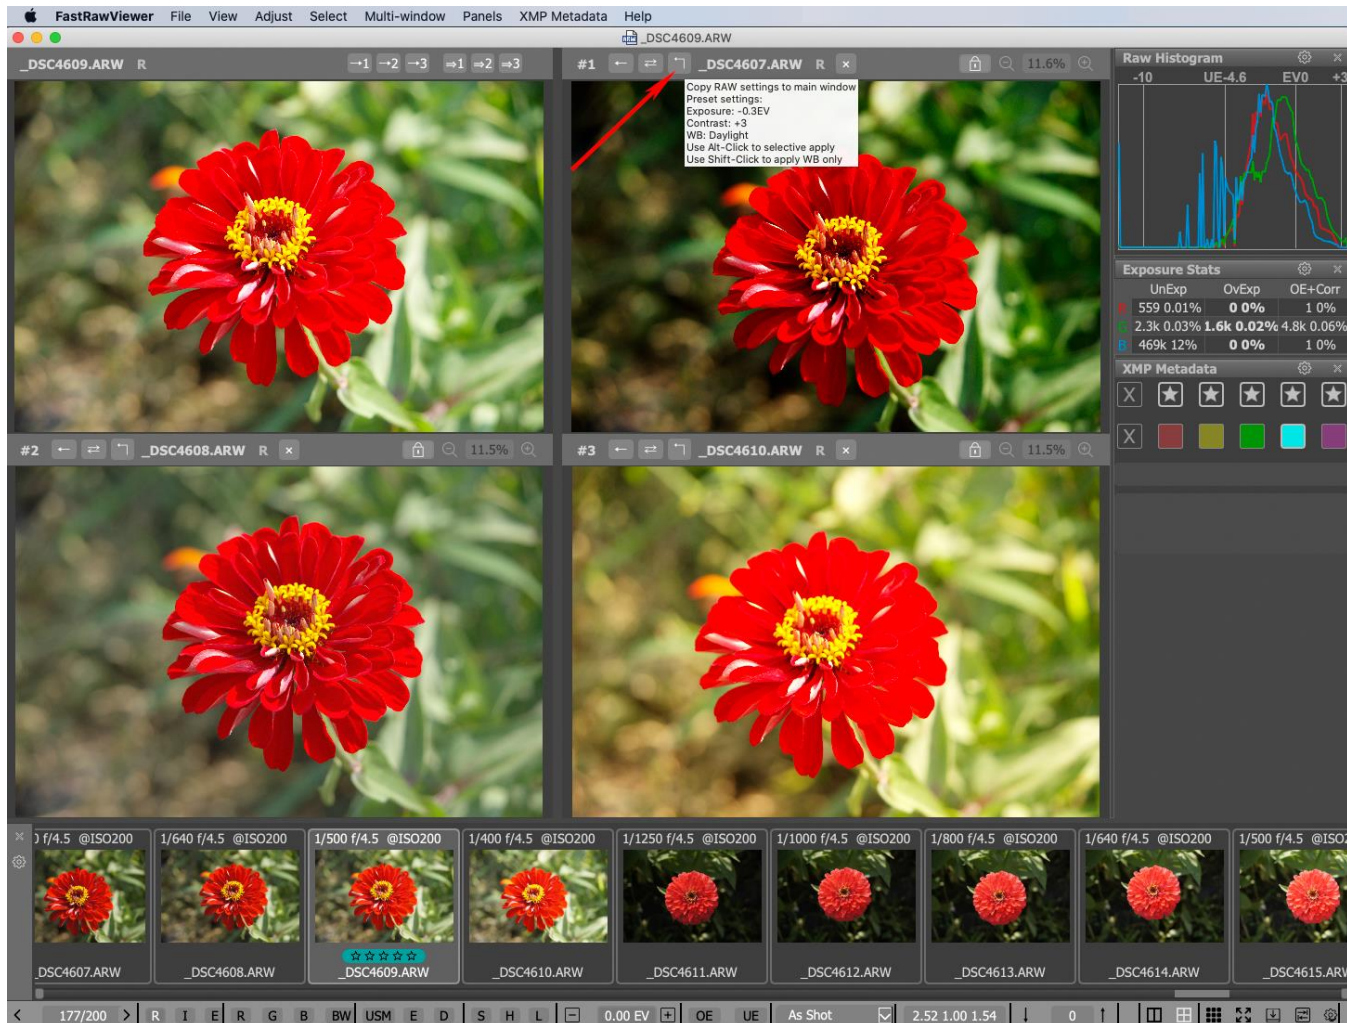 FastRawViewer File View Adjust Select Multi-window Panels XMP Metadata Help
_DSC4609.ARW
_DSC4609.ARW R →1 →2 →3 ⇒1 ⇒2 ⇒3
#1 ← ⇄ _DSC4607.ARW R × 11.6%
Copy RAW settings to main window
Preset settings:
Exposure: -0.3EV
Contrast: +3
WB: Daylight
Use Alt-Click to selective apply
Use Shift-Click to apply WB only
Raw Histogram
-10 UE-4.6 EV0 +3
Exposure Stats
UnExp OvExp OE+Corr
R 559 0.01% 0 0% 1 0%
G 2.3k 0.03% 1.6k 0.02% 4.8k 0.06%
B 469k 12% 0 0% 1 0%
XMP Metadata
X
X
#2 ← ⇄ _DSC4608.ARW R × 11.5%
#3 ← ⇄ _DSC4610.ARW R × 11.5%
0 f/4.5 @ISO200
_DSC4607.ARW
1/640 f/4.5 @ISO200
_DSC4608.ARW
1/500 f/4.5 @ISO200
_DSC4609.ARW
1/400 f/4.5 @ISO200
_DSC4610.ARW
1/1250 f/4.5 @ISO200
_DSC4611.ARW
1/1000 f/4.5 @ISO200
_DSC4612.ARW
1/800 f/4.5 @ISO200
_DSC4613.ARW
1/640 f/4.5 @ISO200
_DSC4614.ARW
1/500 f/4.5 @ISO2
_DSC4615.ARW
< 177/200 > R I E R G B BW USM E D S H L − 0.00 EV + OE UE As Shot 2.52 1.00 1.54 ↓ 0 ↑